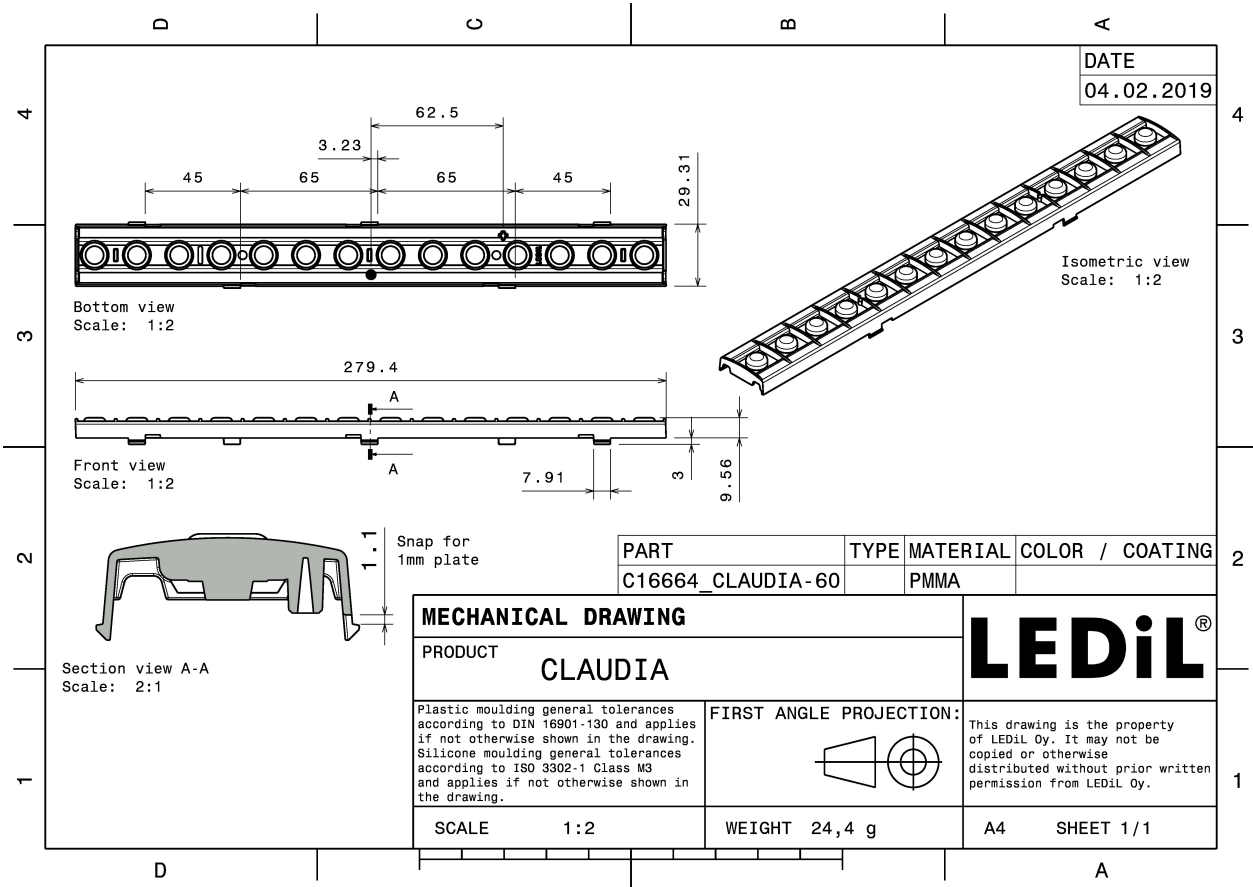 D
C
B
A
4
4
DATE
04.02.2019
62.5
3.23
45
65
65
45
29.31
LEDiL
Bottom view
Scale: 1:2
Isometric view
Scale: 1:2
3
3
279.4
A
A
Front view
Scale: 1:2
7.91
3
9.56
2
2
1.1
Snap for
1mm plate
Section view A-A
Scale: 2:1
PART
TYPE
MATERIAL
COLOR / COATING
C16664_CLAUDIA-60
PMMA
MECHANICAL DRAWING
PRODUCT
CLAUDIA
LEDiL®
Plastic moulding general tolerances
according to DIN 16901-130 and applies
if not otherwise shown in the drawing.
Silicone moulding general tolerances
according to ISO 3302-1 Class M3
and applies if not otherwise shown in
the drawing.
FIRST ANGLE PROJECTION:
This drawing is the property
of LEDiL Oy. It may not be
copied or otherwise
distributed without prior written
permission from LEDiL Oy.
1
1
SCALE 1:2
WEIGHT 24,4 g
A4 SHEET 1/1
D
A